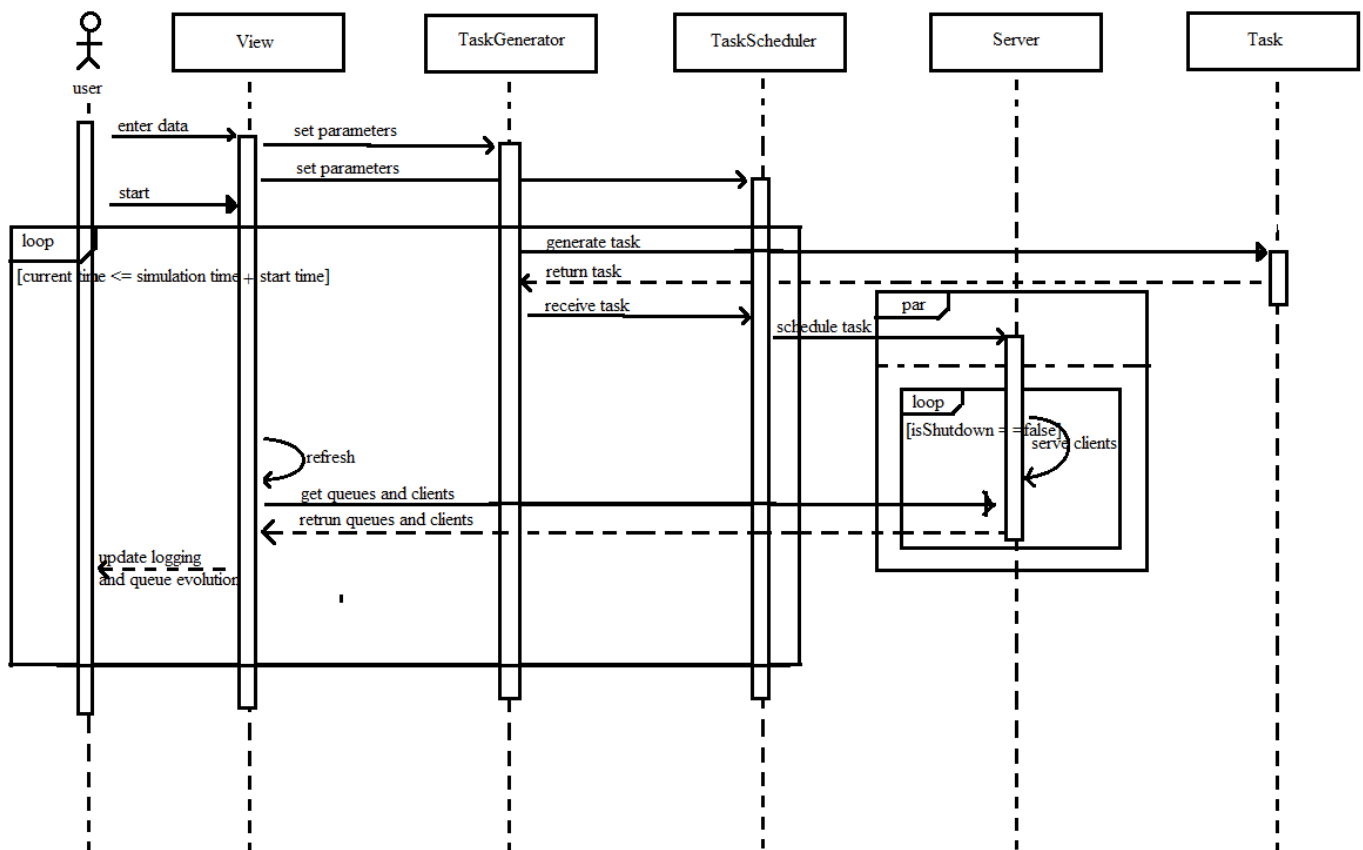 View
TaskGenerator
TaskScheduler
Server
Task
user
enter data
set parameters
set parameters
start
loop
[current time <= simulation time + start time]
generate task
return task
receive task
par
schedule task
loop
[isShutdown = =false]
serve clients
refresh
get queues and clients
retrun queues and clients
update logging
and queue evolution